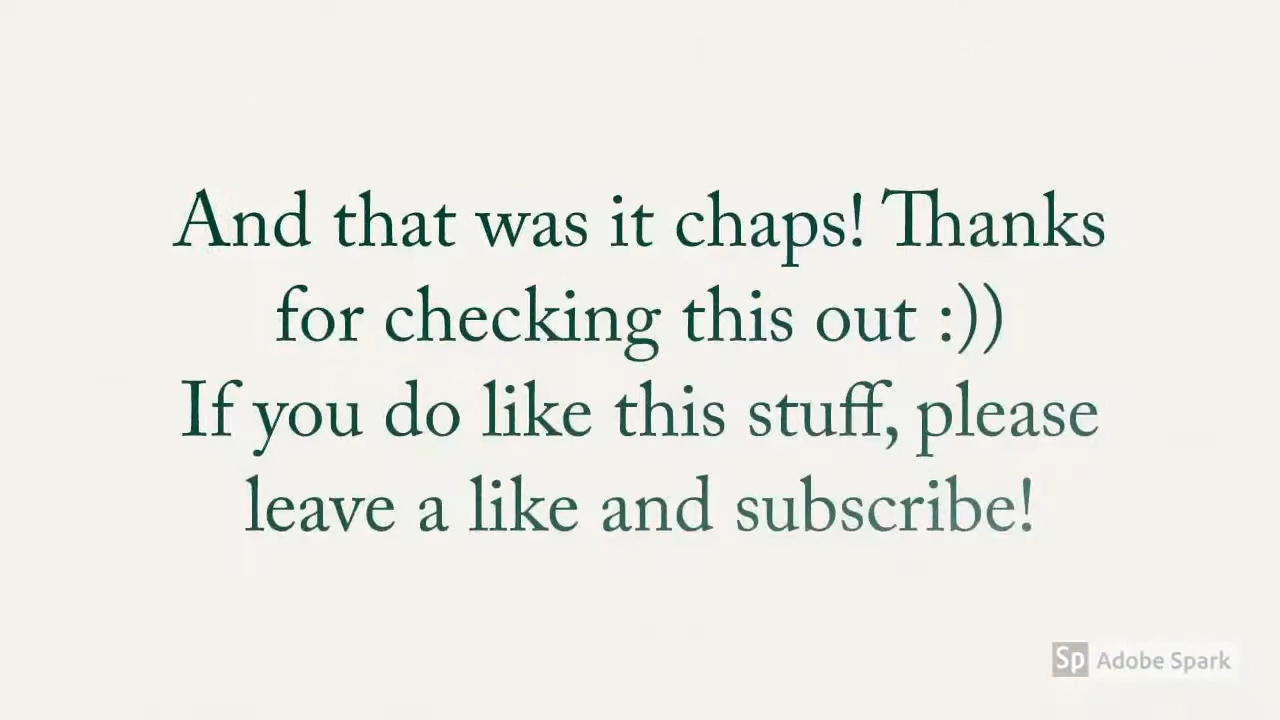 And that was it chaps! Thanks
for checking this out :))
If you do like this stuff, please
leave a like and subscribe!
Sp Adobe Spark